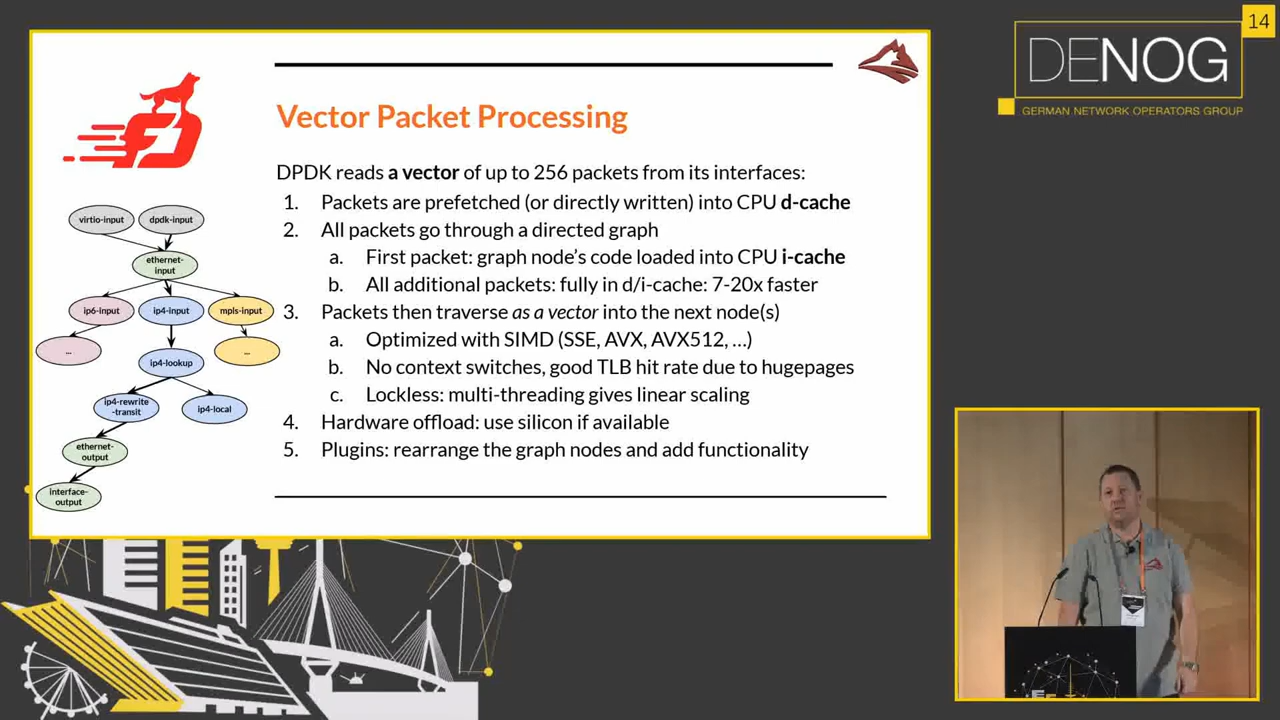 14
DENOG
GERMAN NETWORK OPERATORS GROUP
Vector Packet Processing
DPDK reads a vector of up to 256 packets from its interfaces:
1. Packets are prefetched (or directly written) into CPU d-cache
2. All packets go through a directed graph
a. First packet: graph node’s code loaded into CPU i-cache
b. All additional packets: fully in d/i-cache: 7-20x faster
3. Packets then traverse as a vector into the next node(s)
a. Optimized with SIMD (SSE, AVX, AVX512, …)
b. No context switches, good TLB hit rate due to hugepages
c. Lockless: multi-threading gives linear scaling
4. Hardware offload: use silicon if available
5. Plugins: rearrange the graph nodes and add functionality
virtio-input
dpdk-input
ethernet-
input
ip6-input
ip4-input
mpls-input
...
...
ip4-lookup
ip4-rewrite
-transit
ip4-local
ethernet-
output
interface-
output